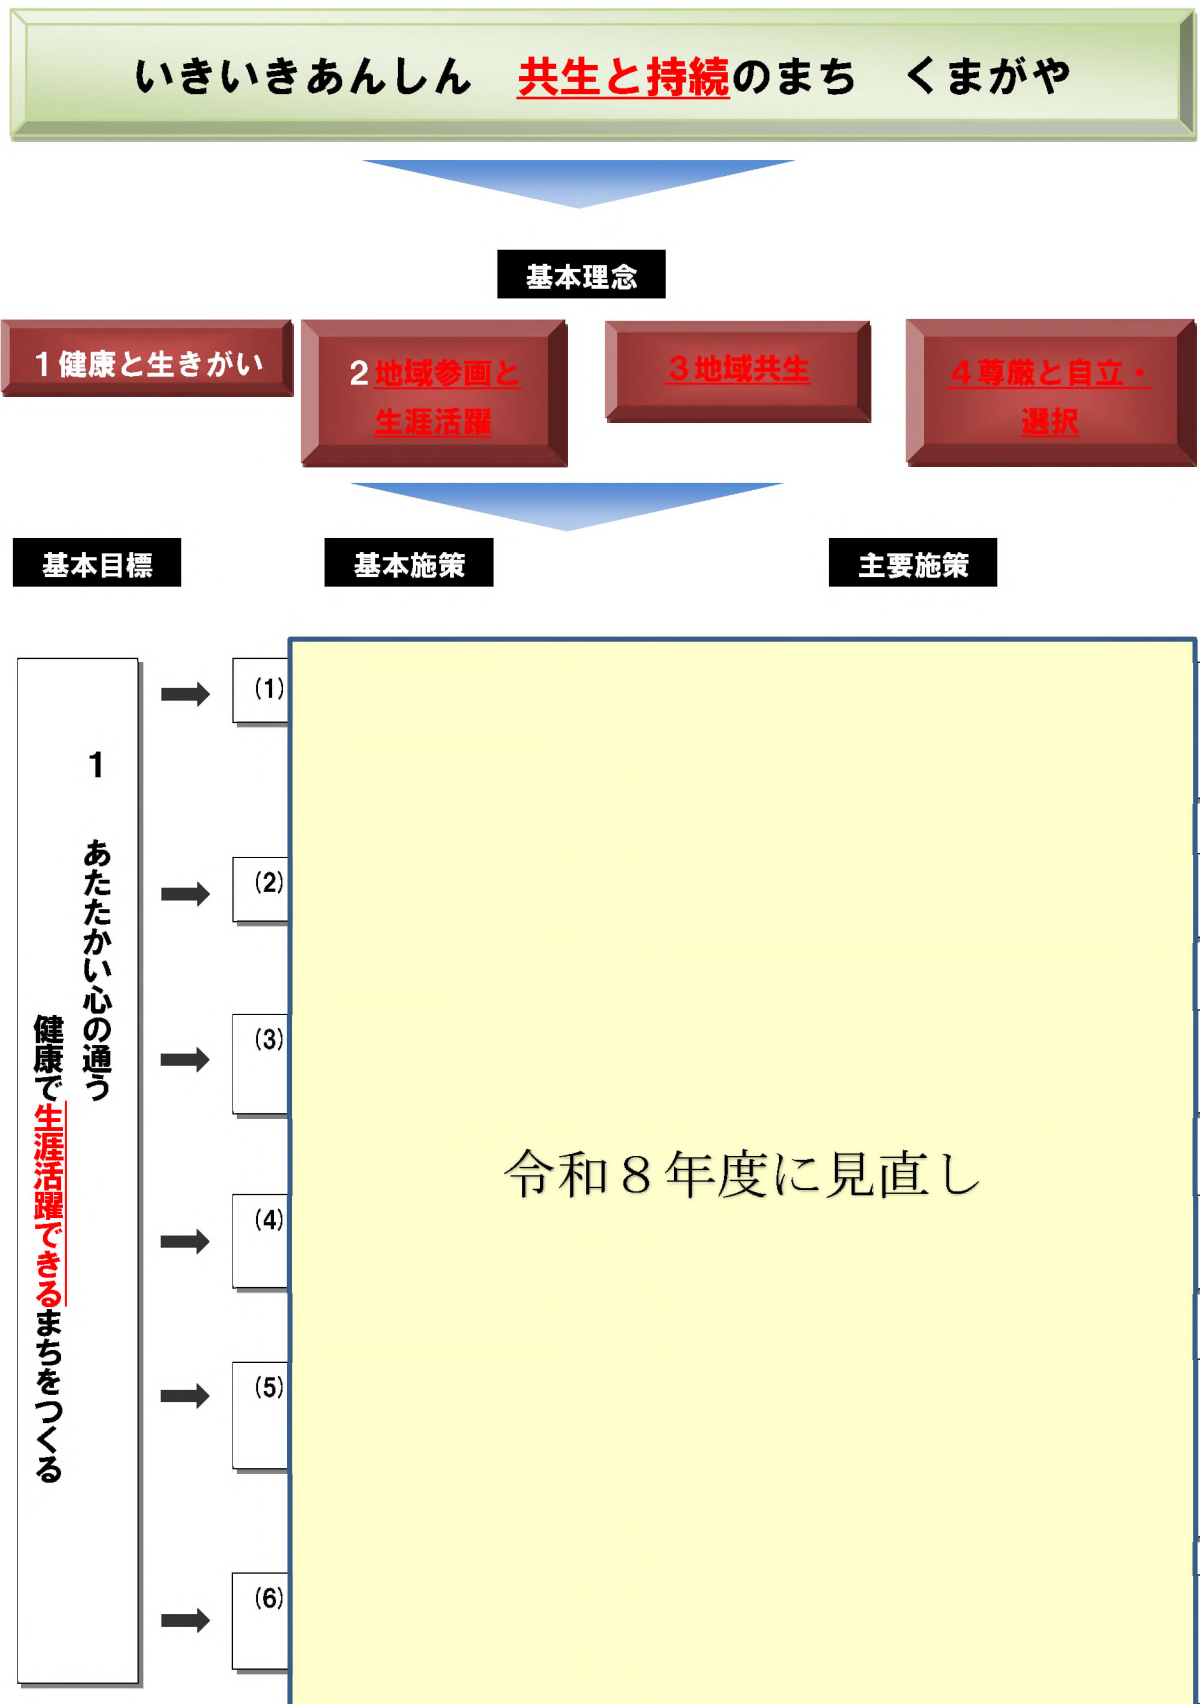 いきいきあんしん　共生と持続のまち　くまがや
基本理念
１健康と生きがい
２地域参画と
生涯活躍
３地域共生
４尊厳と自立・
選択
基本目標
基本施策
主要施策
1　あたたかい心の通う
健康で生涯活躍できるまちをつくる
(1)
(2)
(3)
(4)
(5)
(6)
令和８年度に見直し